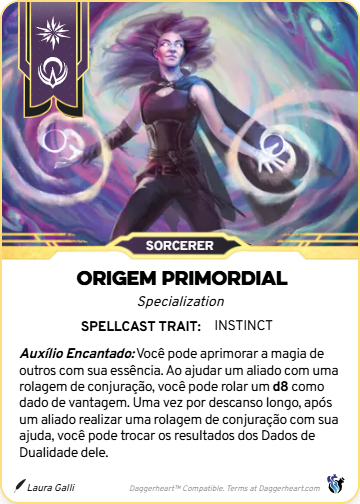 SORCERER
ORIGEM PRIMORDIAL
Specialization
SPELLCAST TRAIT: INSTINCT
Auxílio Encantado: Você pode aprimorar a magia de
outros com sua essência. Ao ajudar um aliado com uma
rolagem de conjuração, você pode rolar um d8 como
dado de vantagem. Uma vez por descanso longo, após
um aliado realizar uma rolagem de conjuração com sua
ajuda, você pode trocar os resultados dos Dados de
Dualidade dele.
Laura Galli
Daggerheart™ Compatible. Terms at Daggerheart.com